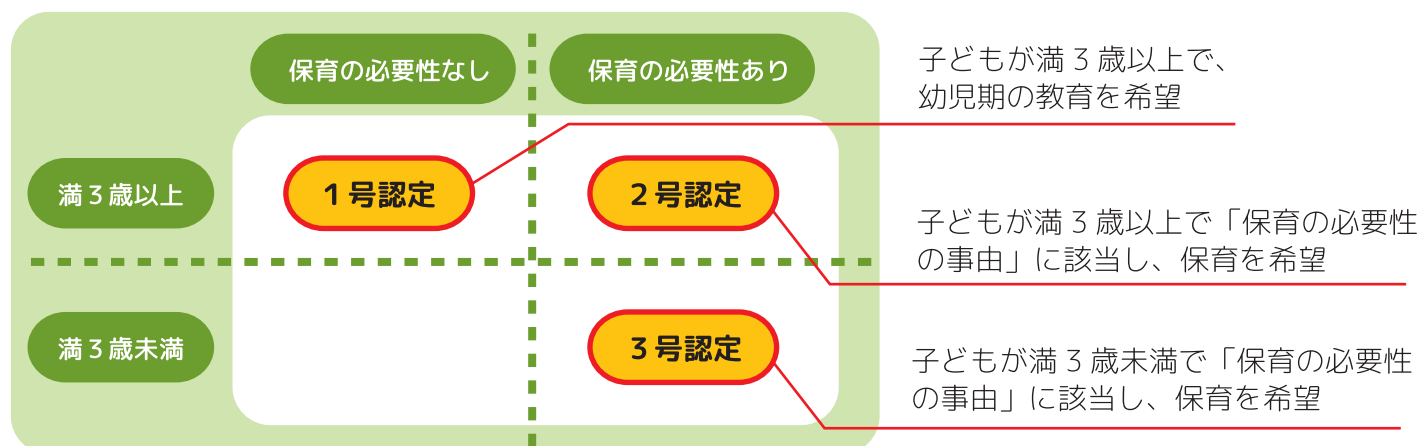 保育の必要性なし
保育の必要性あり
子どもが満3歳以上で、
幼児期の教育を希望
満3歳以上
1号認定
2号認定
子どもが満3歳以上で「保育の必要性
の事由」に該当し、保育を希望
満3歳未満
3号認定
子どもが満3歳未満で「保育の必要性
の事由」に該当し、保育を希望